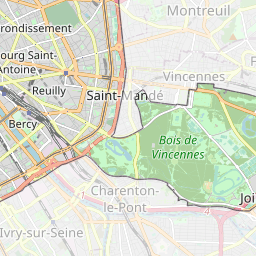 Montreuil
rondissement
ourg Saint-
Antoine
Vincennes
Reuilly
Saint-Mandé
Bercy
Bois de
Vincennes
Charenton-
le-Pont
Joi
Ivry-sur-Seine